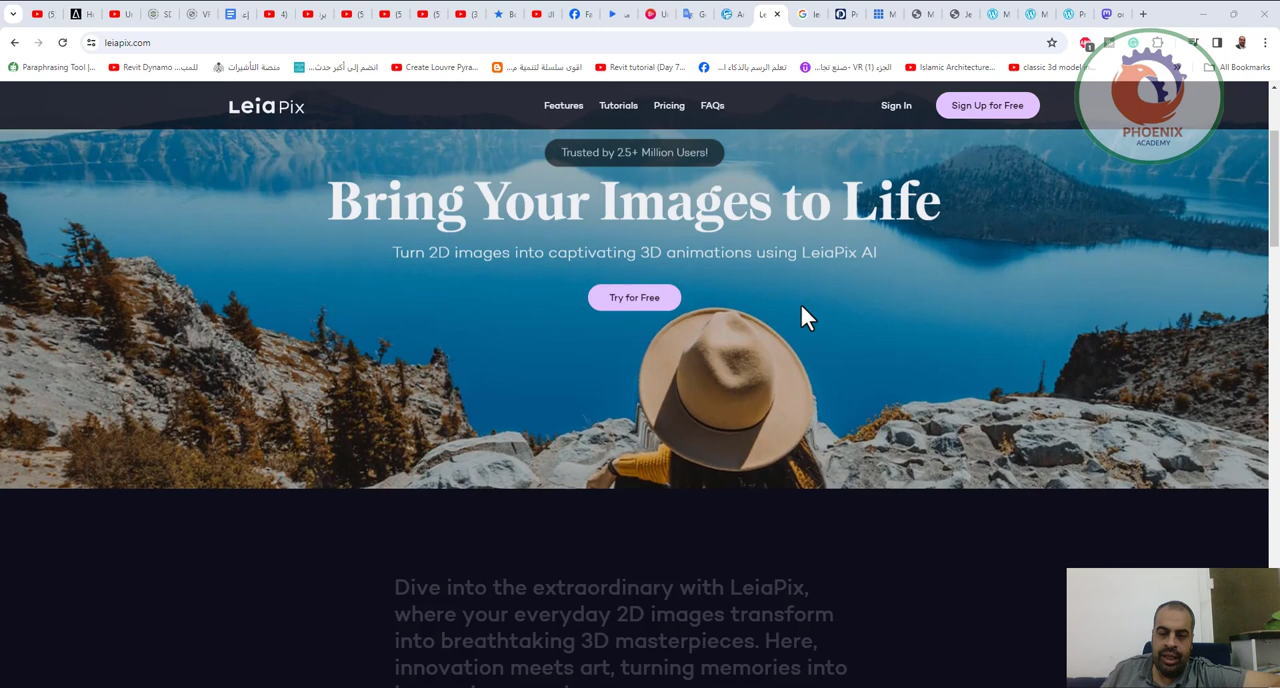 leiapix.com
Paraphrasing Tool |...
Revit Dynamo ...للمب
منصة التأشيرات
انضم إلى أكبر حدث...
Create Louvre Pyra...
اقوى سلسلة لتنمية م...
Revit tutorial (Day 7...
تعلم الرسم بالذكاء ا...
الجزء (1) VR -صنع تجا...
Islamic Architecture...
classic 3d model
All Bookmarks
LeiaPix
Features
Tutorials
Pricing
FAQs
Sign In
Sign Up for Free
PHOENIX
ACADEMY
Trusted by 2.5+ Million Users!
Bring Your Images to Life
Turn 2D images into captivating 3D animations using LeiaPix AI
Try for Free
Dive into the extraordinary with LeiaPix,
where your everyday 2D images transform
into breathtaking 3D masterpieces. Here,
innovation meets art, turning memories into